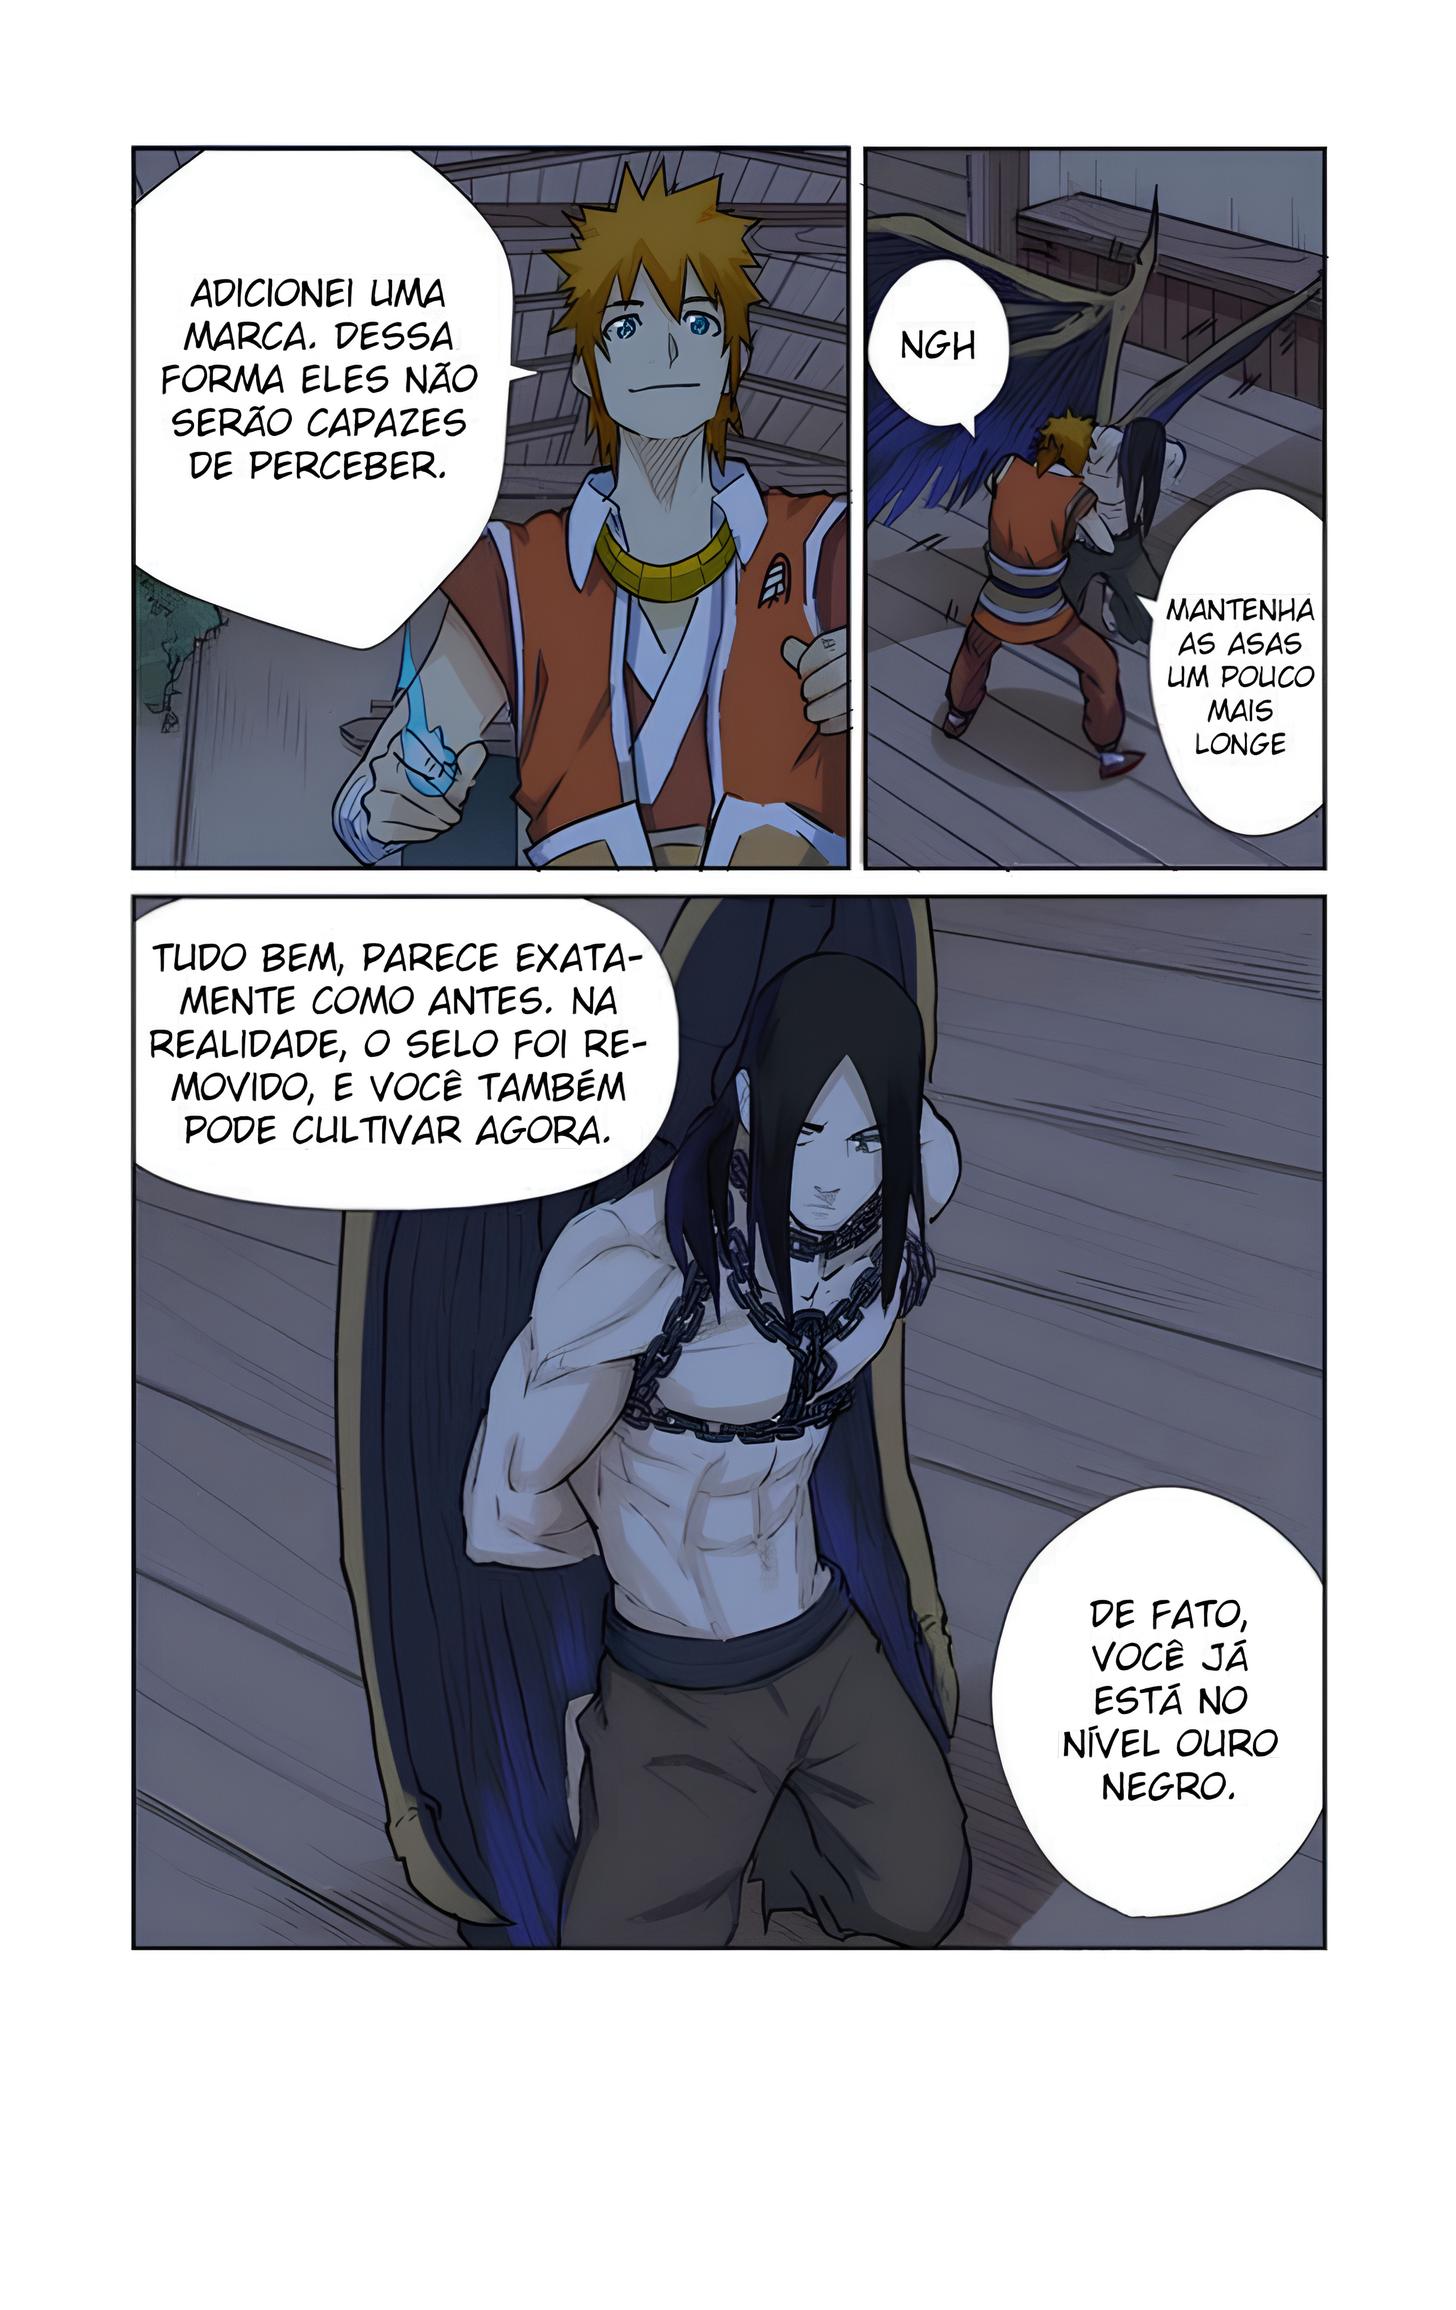 ADICIONEI UMA
MARCA. DESSA
FORMA ELES NÃO
SERÃO CAPAZES
DE PERCEBER.
NGH
MANTENHA
AS ASAS
UM POUCO
MAIS
LONGE
TUDO BEM, PARECE EXATA-
MENTE COMO ANTES. NA
REALIDADE, O SELO FOI RE-
MOVIDO, E VOCÊ TAMBÉM
PODE CULTIVAR AGORA.
DE FATO,
VOCÊ JÁ
ESTÁ NO
NÍVEL OURO
NEGRO.